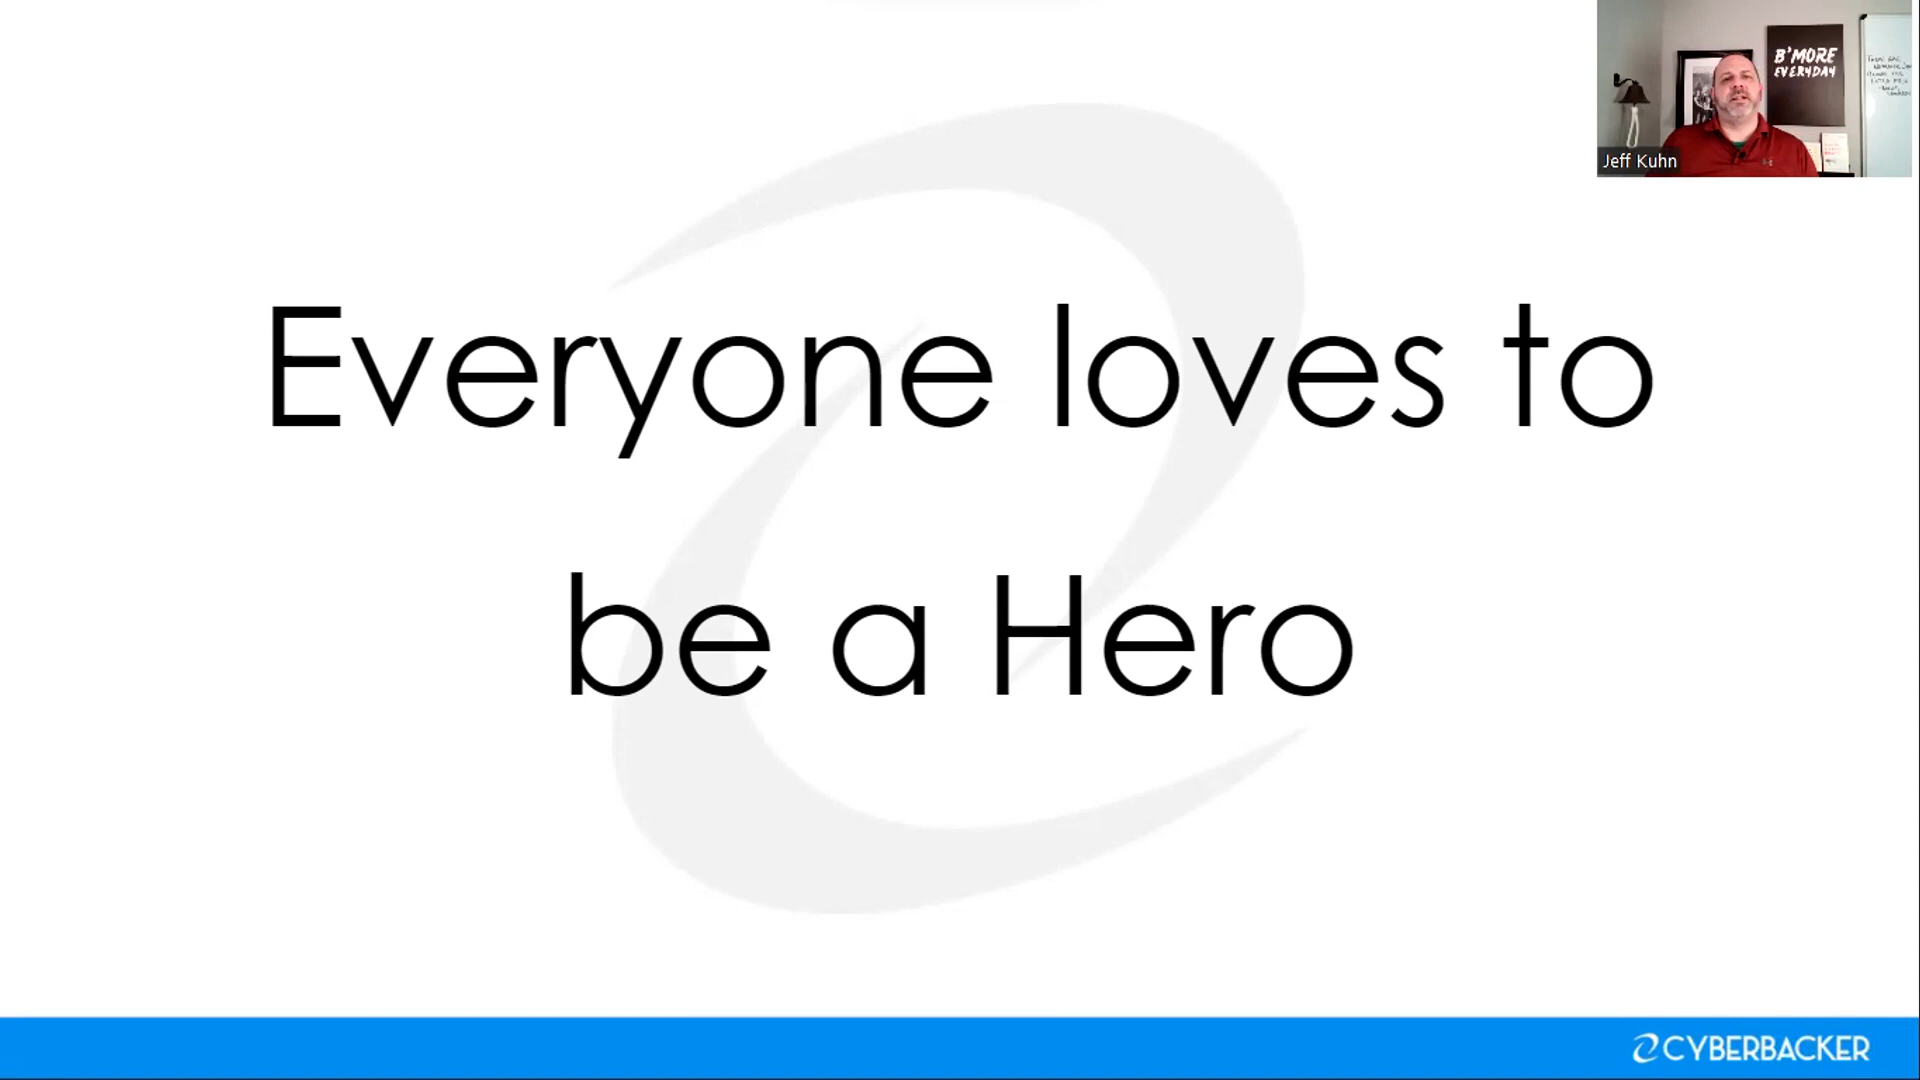 B'MORE
EVERYDAY
Jeff Kuhn
Everyone loves to
be a Hero
CYBERBACKER